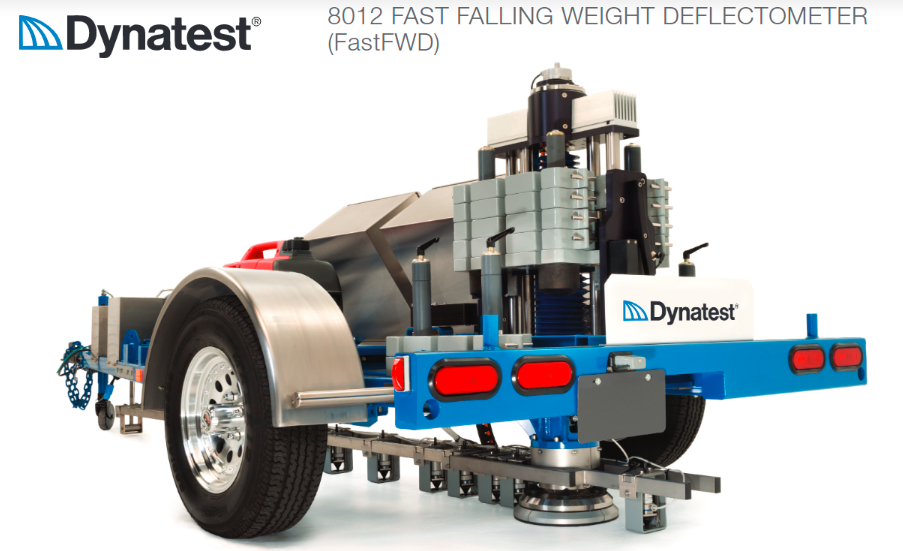 Dynatest®
8012 FAST FALLING WEIGHT DEFLECTOMETER
(FastFWD)
Dynatest®